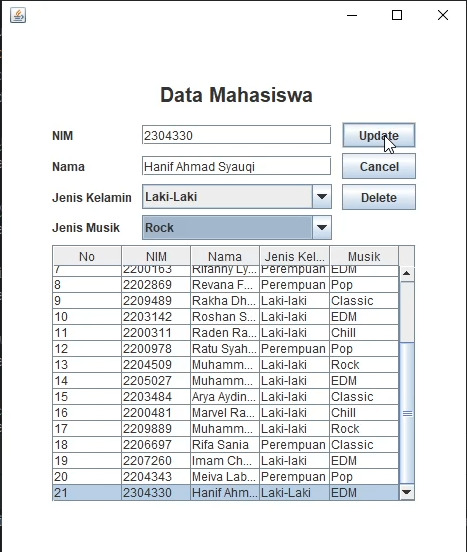 Data Mahasiswa
NIM 2304330 Update
Nama Hanif Ahmad Syauqi Cancel
Jenis Kelamin Laki-Laki Delete
Jenis Musik Rock
No NIM Nama Jenis Kel... Musik
7 2200163 Rifanny Ly... Perempuan EDM
8 2202869 Revana F... Perempuan Pop
9 2209489 Rakha Dh... Laki-laki Classic
10 2203142 Roshan S... Laki-laki EDM
11 2200311 Raden Ra... Laki-laki Chill
12 2200978 Ratu Syah... Perempuan Pop
13 2204509 Muhamm... Laki-laki Rock
14 2205027 Muhamm... Laki-laki EDM
15 2203484 Arya Aydin... Laki-laki Classic
16 2200481 Marvel Ra... Laki-laki Chill
17 2209889 Muhamm... Laki-laki Rock
18 2206697 Rifa Sania Perempuan Classic
19 2207260 Imam Ch... Laki-laki EDM
20 2204343 Meiva Lab... Perempuan Pop
21 2304330 Hanif Ahm... Laki-Laki EDM